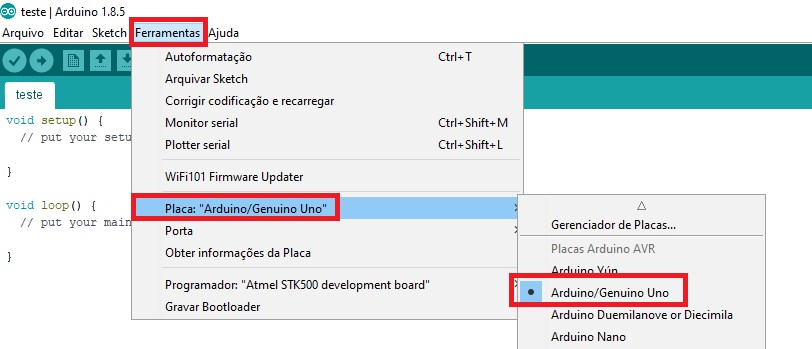 teste | Arduino 1.8.5
Arquivo Editar Sketch Ferramentas Ajuda
teste
void setup() {
// put your setu
}
void loop() {
// put your main
}
Autoformatação Ctrl+T
Arquivar Sketch
Corrigir codificação e recarregar
Monitor serial Ctrl+Shift+M
Plotter serial Ctrl+Shift+L
WiFi101 Firmware Updater
Placa: "Arduino/Genuino Uno"
Porta
Obter informações da Placa
Programador: "Atmel STK500 development board"
Gravar Bootloader
Gerenciador de Placas...
Placas Arduino AVR
Arduino Yún
Arduino/Genuino Uno
Arduino Duemilanove or Diecimila
Arduino Nano